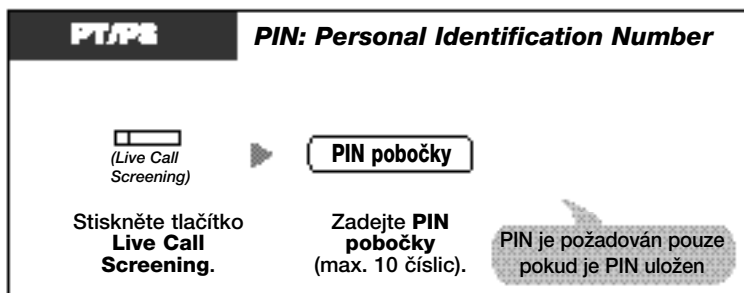 PT/PS
PIN: Personal Identification Number
(Live Call
Screening)
PIN pobočky
Stiskněte tlačítko
Live Call
Screening.
Zadejte PIN
pobočky
(max. 10 číslic).
PIN je požadován pouze
pokud je PIN uložen